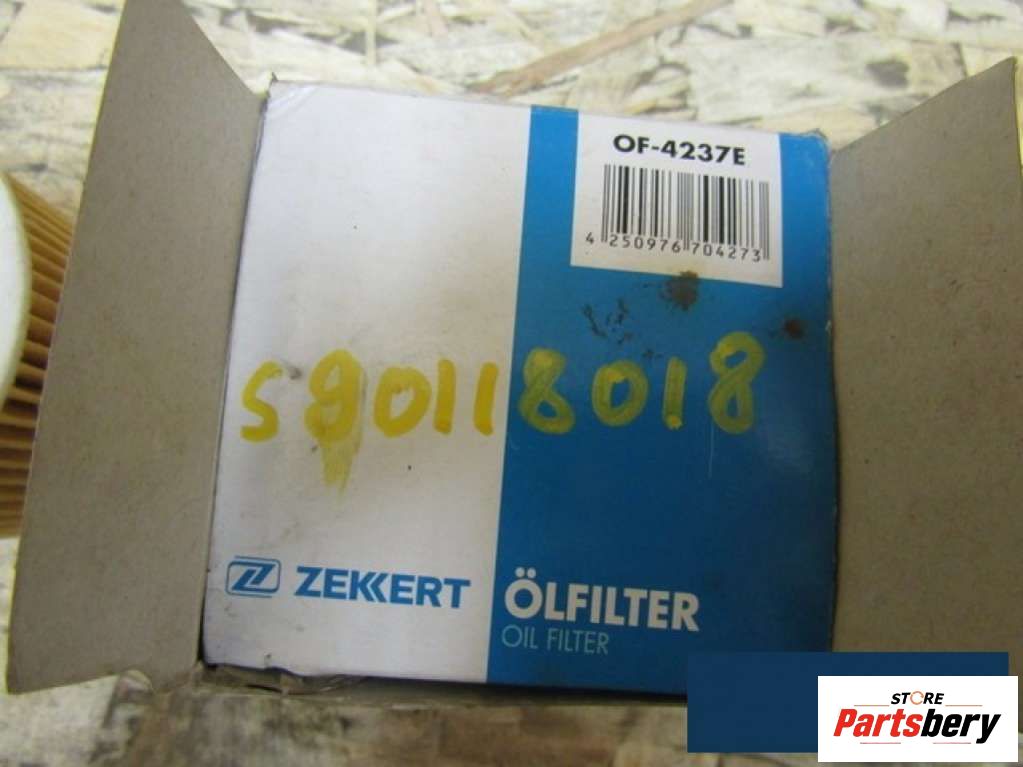 OF-4237E
4 250976 704273
590118018
ZEKKERT
ÖLFILTER
OIL FILTER
STORE
Partsbery